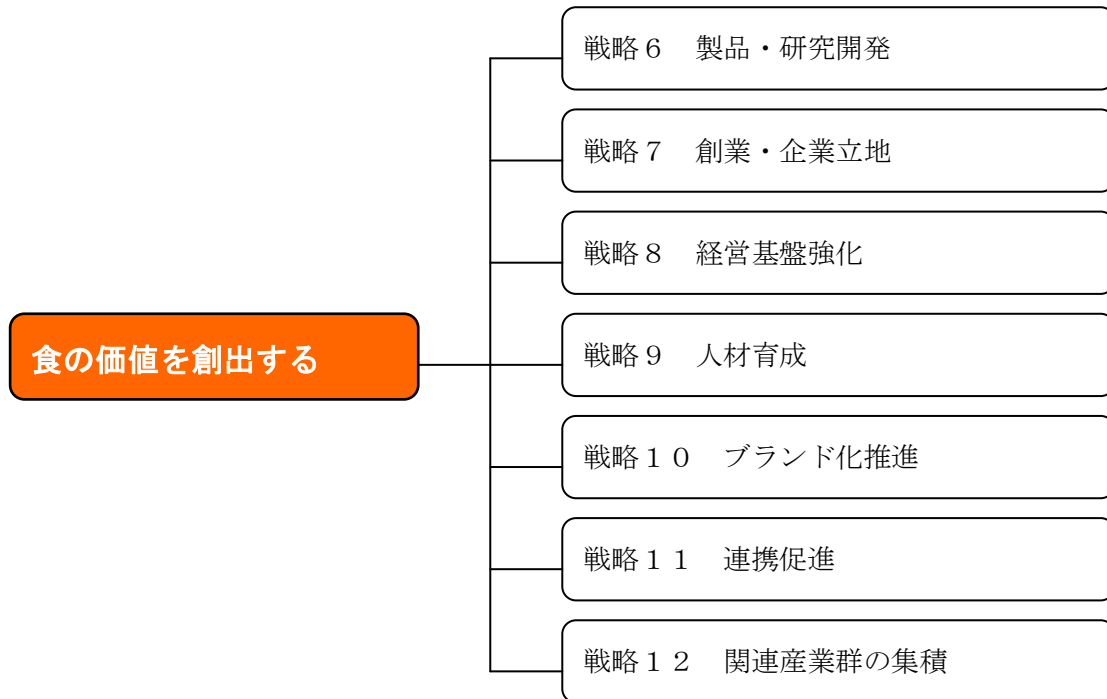 戦略６　製品・研究開発
戦略７　創業・企業立地
戦略８　経営基盤強化
食の価値を創出する
戦略９　人材育成
戦略１０　ブランド化推進
戦略１１　連携促進
戦略１２　関連産業群の集積